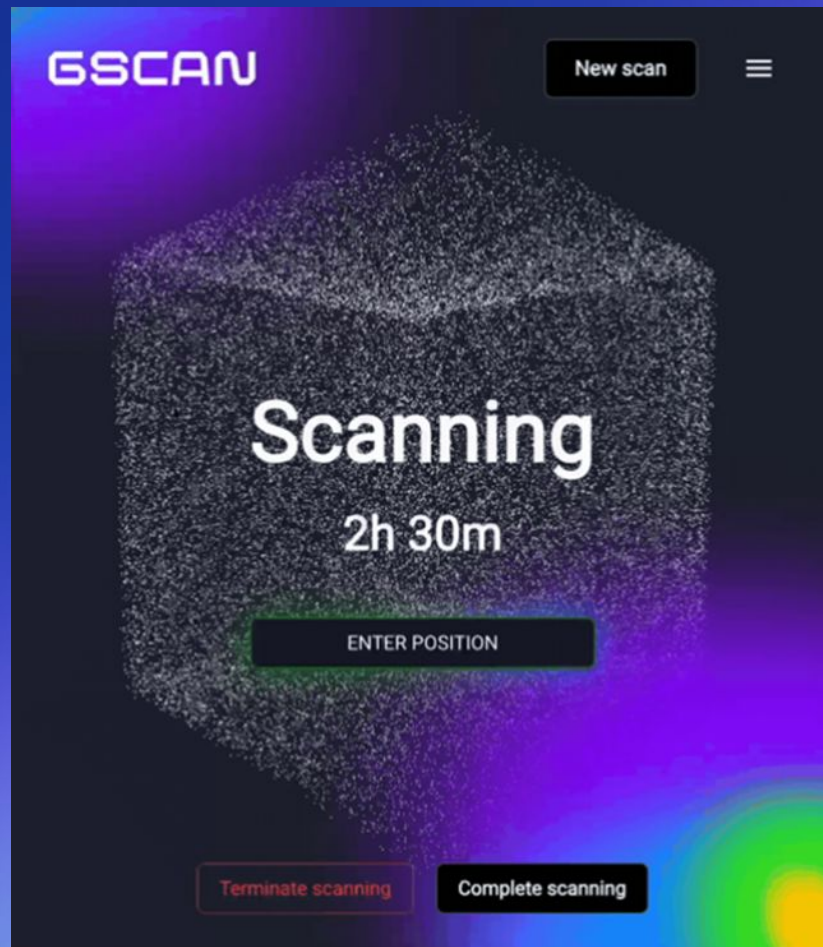 GSCAN
New scan
Scanning
2h 30m
ENTER POSITION
Terminate scanning
Complete scanning